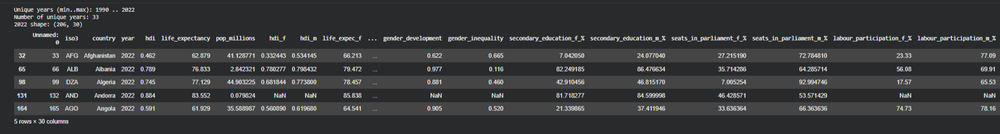 Unique years (min..max): 1990 .. 2022
Number of unique years: 33
2022 shape: (206, 30)
Unnamed: 0 iso3 country year hdi life_expectancy pop_millions hdi_f hdi_m life_expec_f ... gender_development gender_inequality secondary_education_f_% secondary_education_m_% seats_in_parliament_f_% seats_in_parliament_m_% labour_participation_f_% labour_participation_m_%
32 33 AFG Afghanistan 2022 0.462 62.879 41.128771 0.332443 0.534145 66.213 ... 0.622 0.665 7.042050 24.077040 27.215190 72.784810 23.33 77.09
65 66 ALB Albania 2022 0.789 76.833 2.842321 0.780277 0.798432 79.472 ... 0.977 0.116 82.249185 86.476634 35.714286 64.285714 56.08 69.91
98 99 DZA Algeria 2022 0.745 77.129 44.903225 0.681844 0.773800 78.457 ... 0.881 0.460 42.910456 46.815170 7.005254 92.994746 17.57 65.53
131 132 AND Andorra 2022 0.884 83.552 0.079824 NaN NaN 85.838 ... NaN NaN 81.718277 84.599998 46.428571 53.571429 NaN NaN
164 165 AGO Angola 2022 0.591 61.929 35.588987 0.560890 0.619680 64.541 ... 0.905 0.520 21.339865 37.411946 33.636364 66.363636 74.73 78.16
5 rows × 30 columns